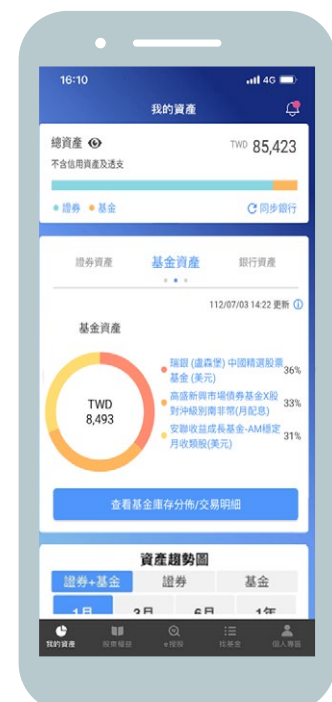 16:10
4G
我的資產
總資產
TWD 85,423
不含信用資產及透支
證券 基金
同步銀行
證券資產 基金資產 銀行資產
112/07/03 14:22 更新
基金資產
TWD
8,493
瑞銀 (盧森堡) 中國精選股票
基金 (美元)
36%
高盛新興市場債券基金X股
對沖級別南非幣(月配息)
33%
安聯收益成長基金-AM穩定
月收類股(美元)
31%
查看基金庫存分佈/交易明細
資產趨勢圖
證券+基金 證券 基金
1月 3月 6月 1年
我的資產 股票權證 e投股 找基金 個人專區